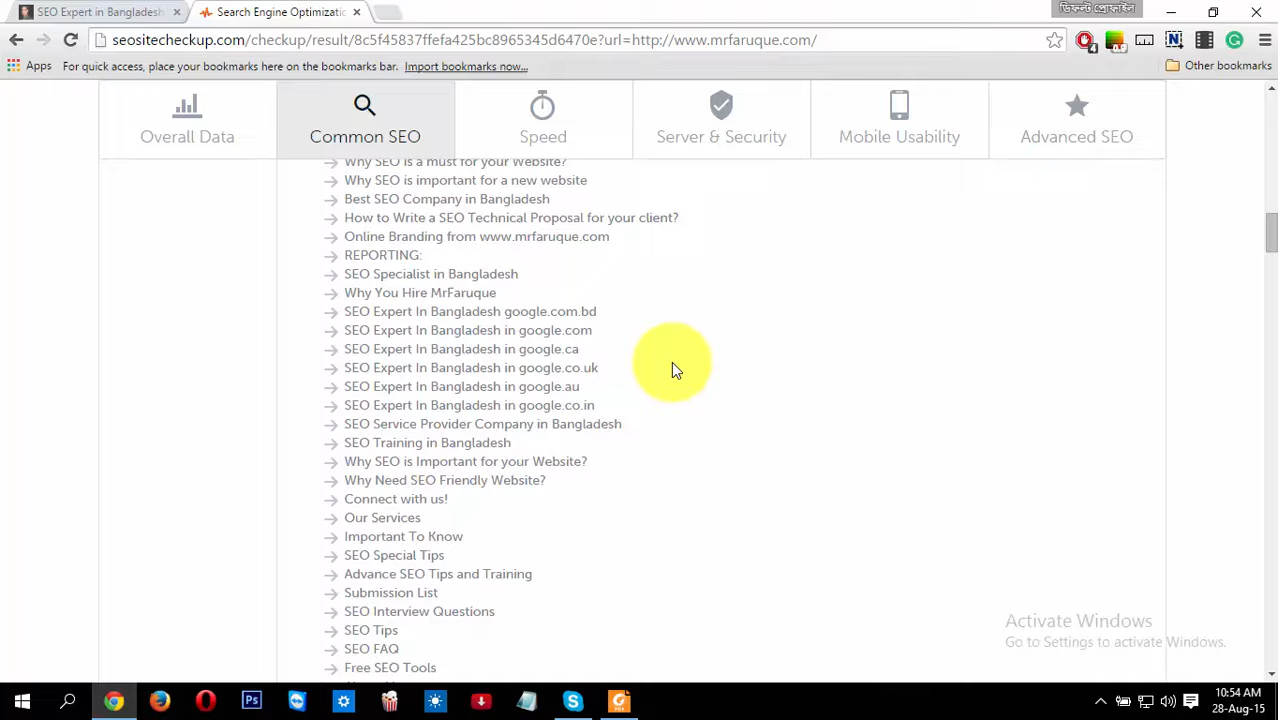 SEO Expert in Bangladesh
Search Engine Optimizatio
ডিফল্ট প্রোফাইল
seositecheckup.com/checkup/result/8c5f45837ffefa425bc8965345d6470e?url=http://www.mrfaruque.com/
Apps For quick access, place your bookmarks here on the bookmarks bar. Import bookmarks now... Other bookmarks
Overall Data Common SEO Speed Server & Security Mobile Usability Advanced SEO
Why SEO is a must for your Website?
Why SEO is important for a new website
Best SEO Company in Bangladesh
How to Write a SEO Technical Proposal for your client?
Online Branding from www.mrfaruque.com
REPORTING:
SEO Specialist in Bangladesh
Why You Hire MrFaruque
SEO Expert In Bangladesh google.com.bd
SEO Expert In Bangladesh in google.com
SEO Expert In Bangladesh in google.ca
SEO Expert In Bangladesh in google.co.uk
SEO Expert In Bangladesh in google.au
SEO Expert In Bangladesh in google.co.in
SEO Service Provider Company in Bangladesh
SEO Training in Bangladesh
Why SEO is Important for your Website?
Why Need SEO Friendly Website?
Connect with us!
Our Services
Important To Know
SEO Special Tips
Advance SEO Tips and Training
Submission List
SEO Interview Questions
SEO Tips
SEO FAQ
Free SEO Tools
Activate Windows
Go to Settings to activate Windows.
10:54 AM
28-Aug-15